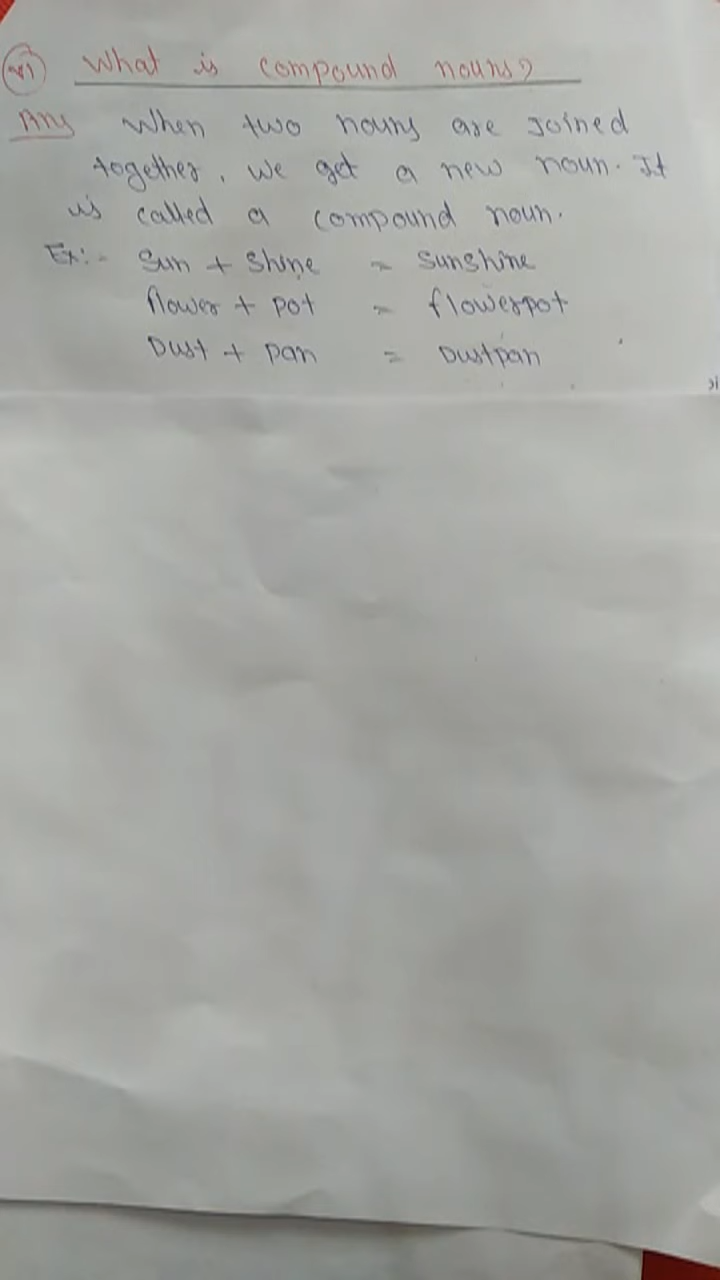 What is compound nouns?
Ans When two nouns are Joined
together, we get a new noun. It
is called a compound noun.
Ex:- Sun + Shine = Sunshine
flower + pot = flowerpot
Dust + pan = Dustpan